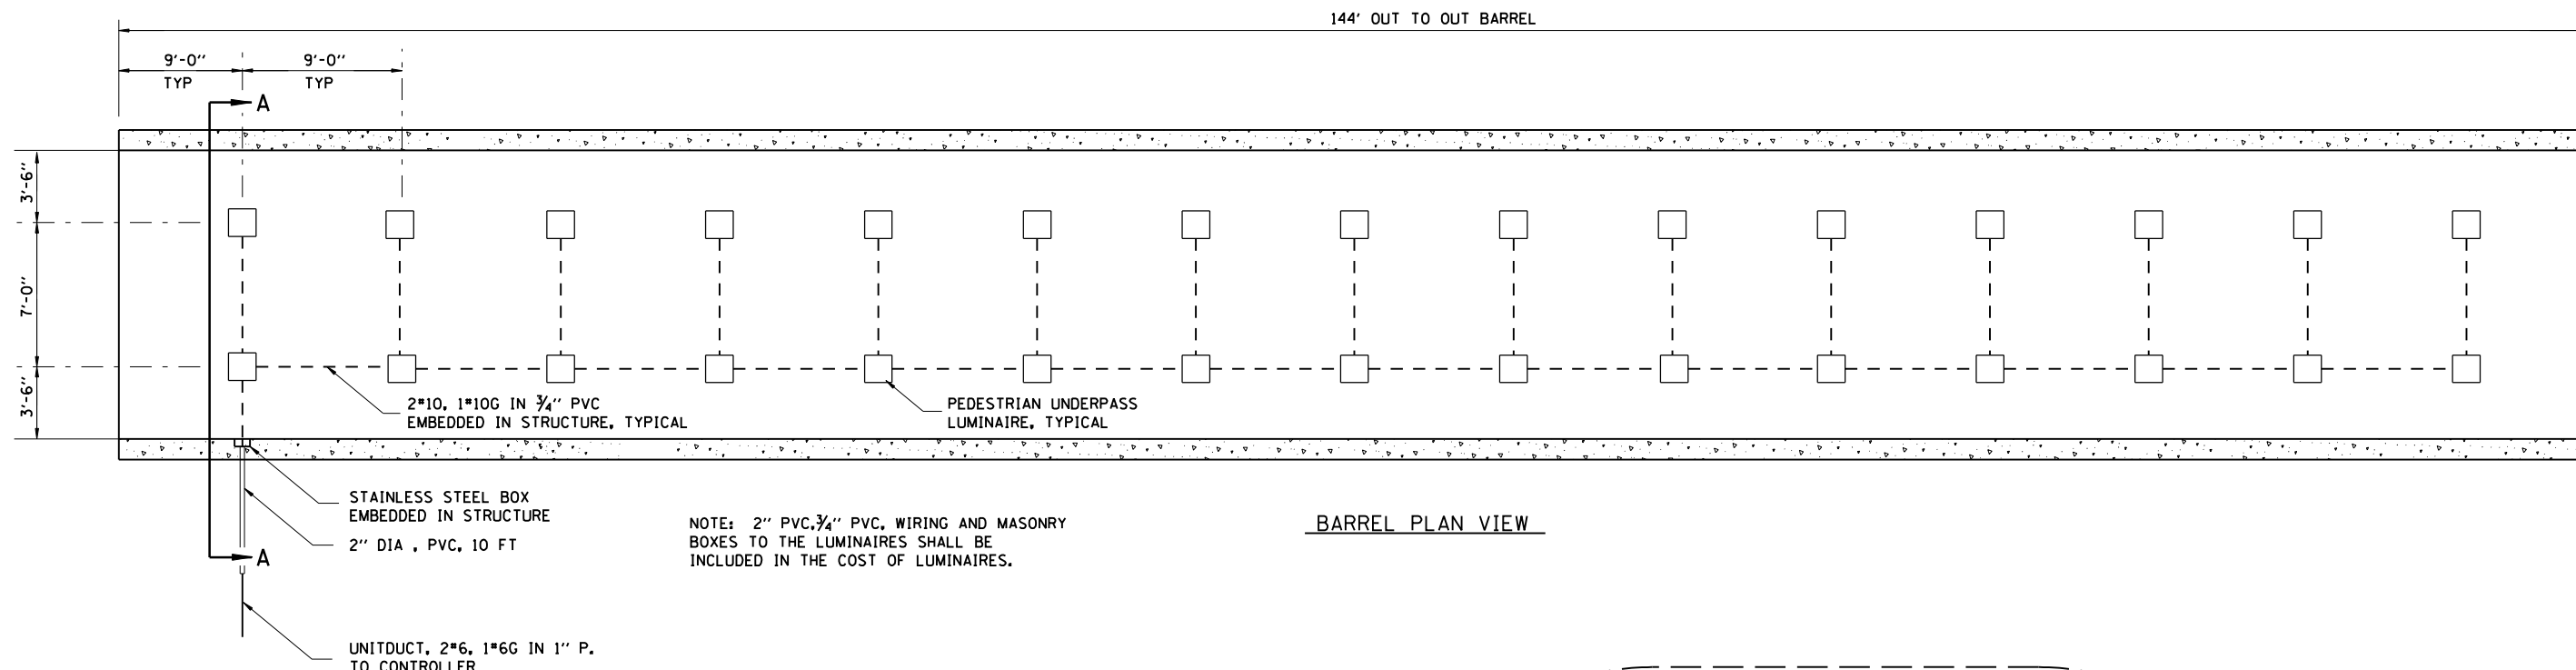 144' OUT TO OUT BARREL
9'-0"
TYP
9'-0"
TYP
A
3'-6"
7'-0"
3'-6"
2#10, 1#10G IN 3/4" PVC
EMBEDDED IN STRUCTURE, TYPICAL
PEDESTRIAN UNDERPASS
LUMINAIRE, TYPICAL
STAINLESS STEEL BOX
EMBEDDED IN STRUCTURE
2" DIA , PVC, 10 FT
A
NOTE: 2" PVC,3/4" PVC, WIRING AND MASONRY
BOXES TO THE LUMINAIRES SHALL BE
INCLUDED IN THE COST OF LUMINAIRES.
BARREL PLAN VIEW
UNITDUCT, 2#6, 1#6G IN 1" P.
TO CONTROLLER